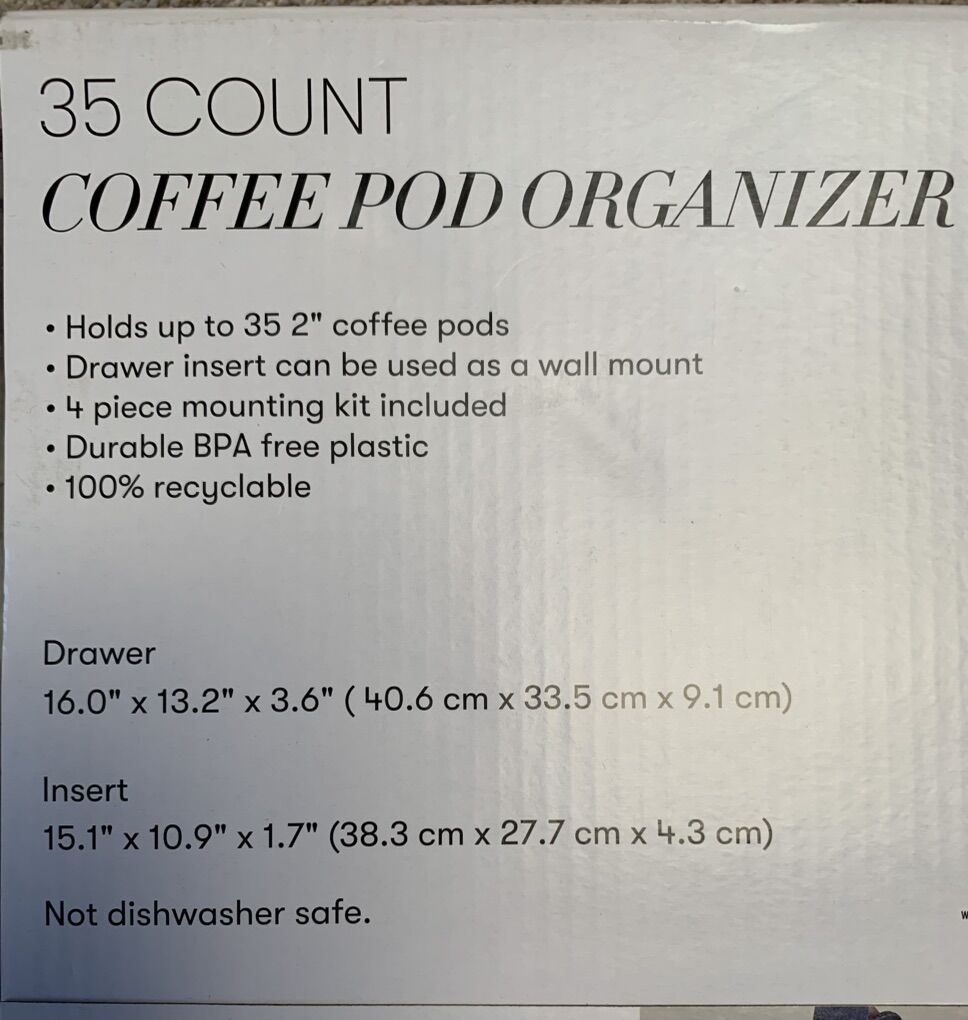 35 COUNT
COFFEE POD ORGANIZER
• Holds up to 35 2" coffee pods
• Drawer insert can be used as a wall mount
• 4 piece mounting kit included
• Durable BPA free plastic
• 100% recyclable
Drawer
16.0" x 13.2" x 3.6" ( 40.6 cm x 33.5 cm x 9.1 cm)
Insert
15.1" x 10.9" x 1.7" (38.3 cm x 27.7 cm x 4.3 cm)
Not dishwasher safe.